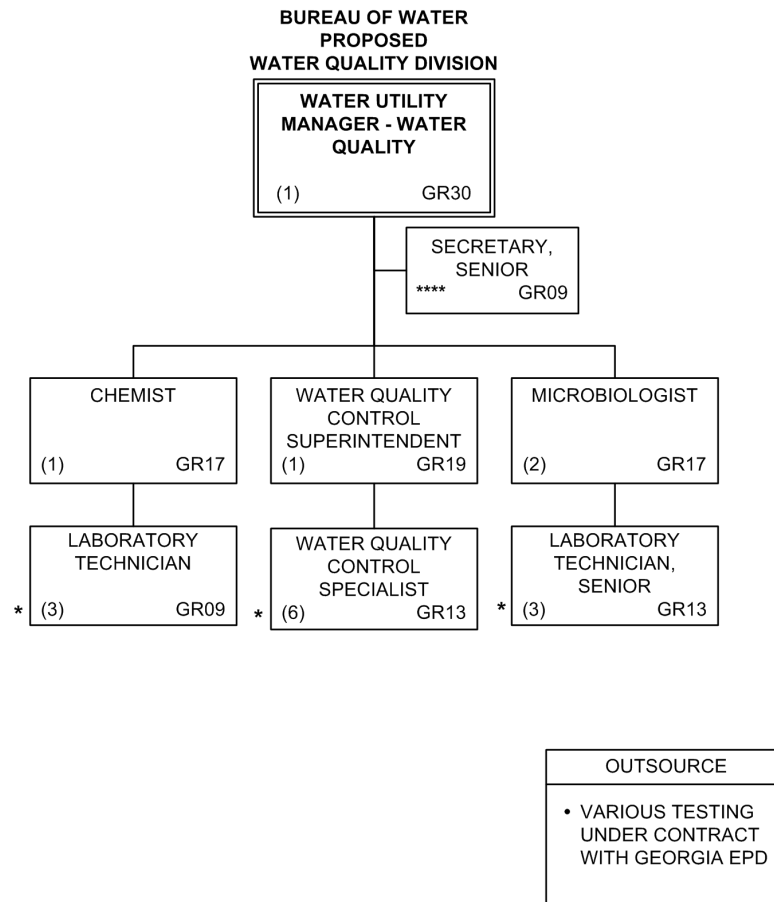 BUREAU OF WATER
PROPOSED
WATER QUALITY DIVISION
WATER UTILITY
MANAGER - WATER
QUALITY
(1) GR30
SECRETARY,
SENIOR
**** GR09
CHEMIST
(1) GR17
WATER QUALITY
CONTROL
SUPERINTENDENT
(1) GR19
MICROBIOLOGIST
(2) GR17
LABORATORY
TECHNICIAN
* (3) GR09
WATER QUALITY
CONTROL
SPECIALIST
* (6) GR13
LABORATORY
TECHNICIAN,
SENIOR
* (3) GR13
OUTSOURCE
• VARIOUS TESTING
UNDER CONTRACT
WITH GEORGIA EPD